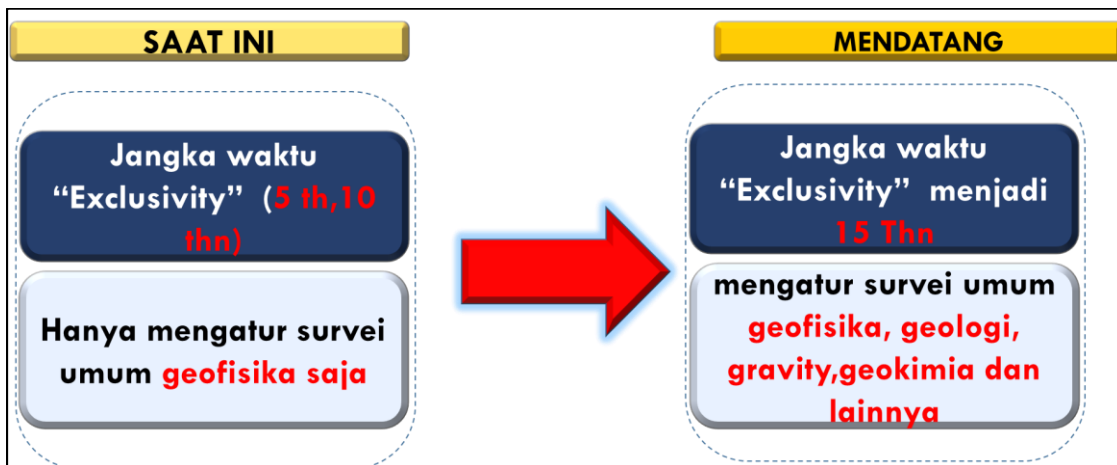 SAAT INI
Jangka waktu
“Exclusivity” (5 th,10
thn)
Hanya mengatur survei
umum geofisika saja
MENDATANG
Jangka waktu
“Exclusivity” menjadi
15 Thn
mengatur survei umum
geofisika, geologi,
gravity,geokimia dan
lainnya